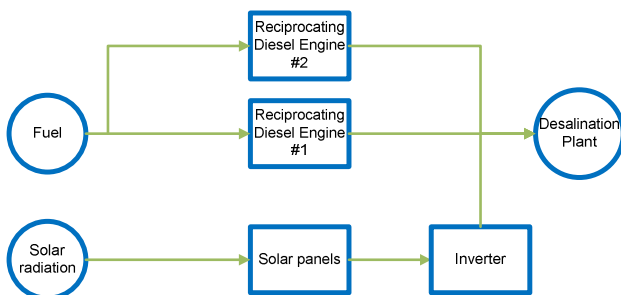 Reciprocating
Diesel Engine
#2
Fuel
Reciprocating
Diesel Engine
#1
Desalination
Plant
Solar
radiation
Solar panels
Inverter